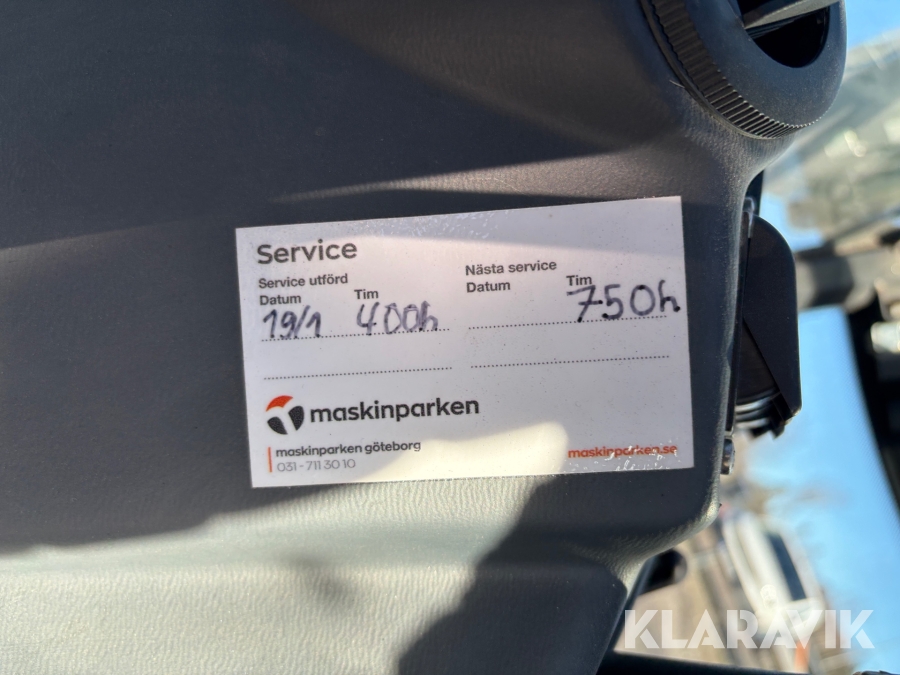 Service
Service utförd
Datum Tim
19/1 400h
Nästa service
Datum Tim
750h
maskinparken
maskinparken göteborg
031-711 30 10
maskinparken.se
KLARAVIK